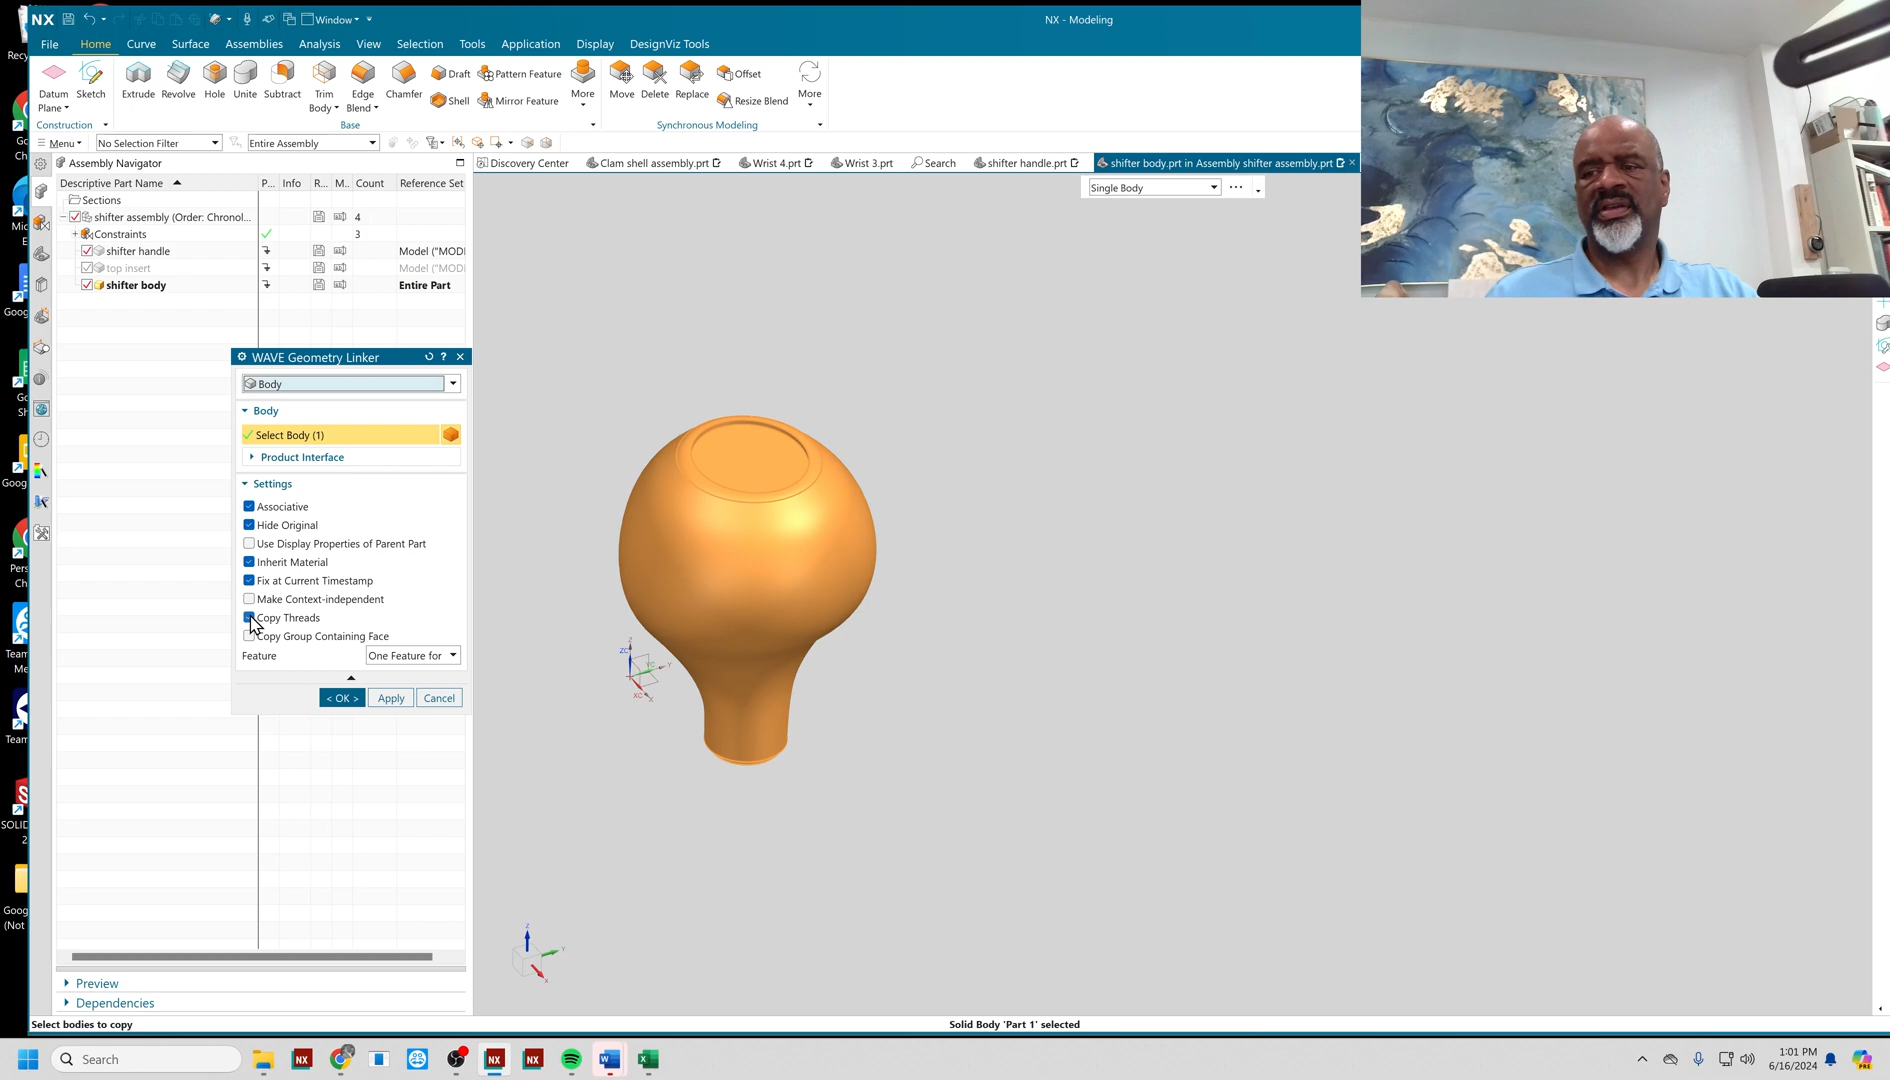 NX
Window
NX - Modeling
File Home Curve Surface Assemblies Analysis View Selection Tools Application Display DesignViz Tools
Datum Plane
Sketch
Extrude
Revolve
Hole
Unite
Subtract
Trim Body
Edge Blend
Chamfer
Draft
Shell
Pattern Feature
Mirror Feature
More
Move
Delete
Replace
Offset
Resize Blend
More
Construction
Base
Synchronous Modeling
Menu
No Selection Filter
Entire Assembly
Assembly Navigator
Discovery Center
Clam shell assembly.prt
Wrist 4.prt
Wrist 3.prt
Search
shifter handle.prt
shifter body.prt in Assembly shifter assembly.prt
Descriptive Part Name P... Info R... M.. Count Reference Set
Single Body
Sections
shifter assembly (Order: Chronol... 4
Constraints 3
shifter handle Model ("MOD
top insert Model ("MOD
shifter body Entire Part
WAVE Geometry Linker
Body
Body
Select Body (1)
Product Interface
Settings
Associative
Hide Original
Use Display Properties of Parent Part
Inherit Material
Fix at Current Timestamp
Make Context-independent
Copy Threads
Copy Group Containing Face
Feature One Feature for
< OK > Apply Cancel
Preview
Dependencies
Select bodies to copy
Solid Body 'Part 1' selected
Search
1:01 PM
6/16/2024